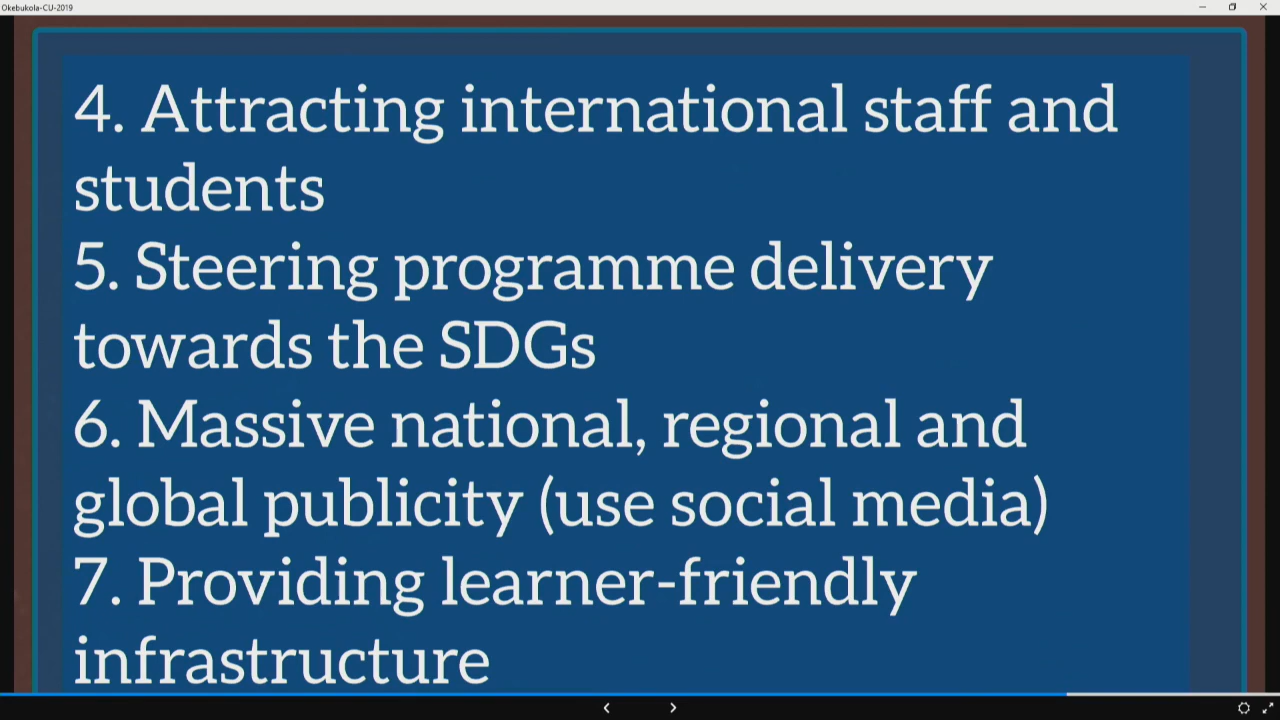 Okebukola-CU-2019
4. Attracting international staff and
students
5. Steering programme delivery
towards the SDGs
6. Massive national, regional and
global publicity (use social media)
7. Providing learner-friendly
infrastructure